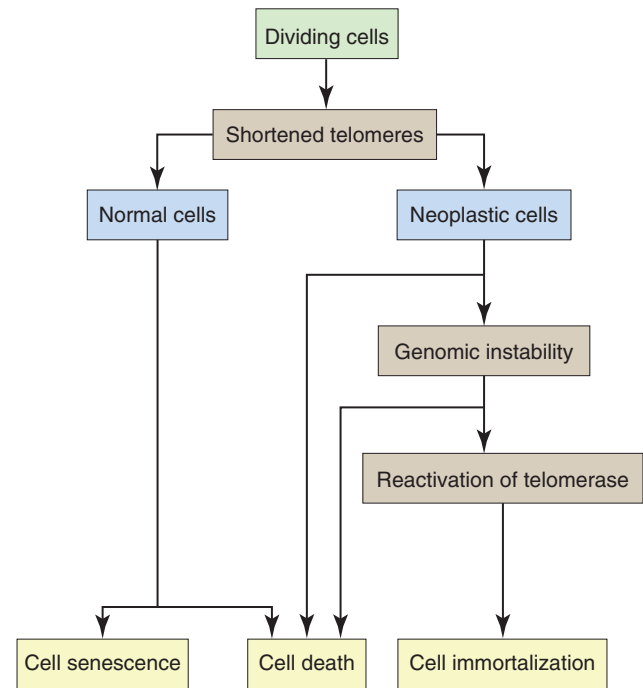 Dividing cells
Shortened telomeres
Normal cells
Neoplastic cells
Genomic instability
Reactivation of telomerase
Cell senescence
Cell death
Cell immortalization